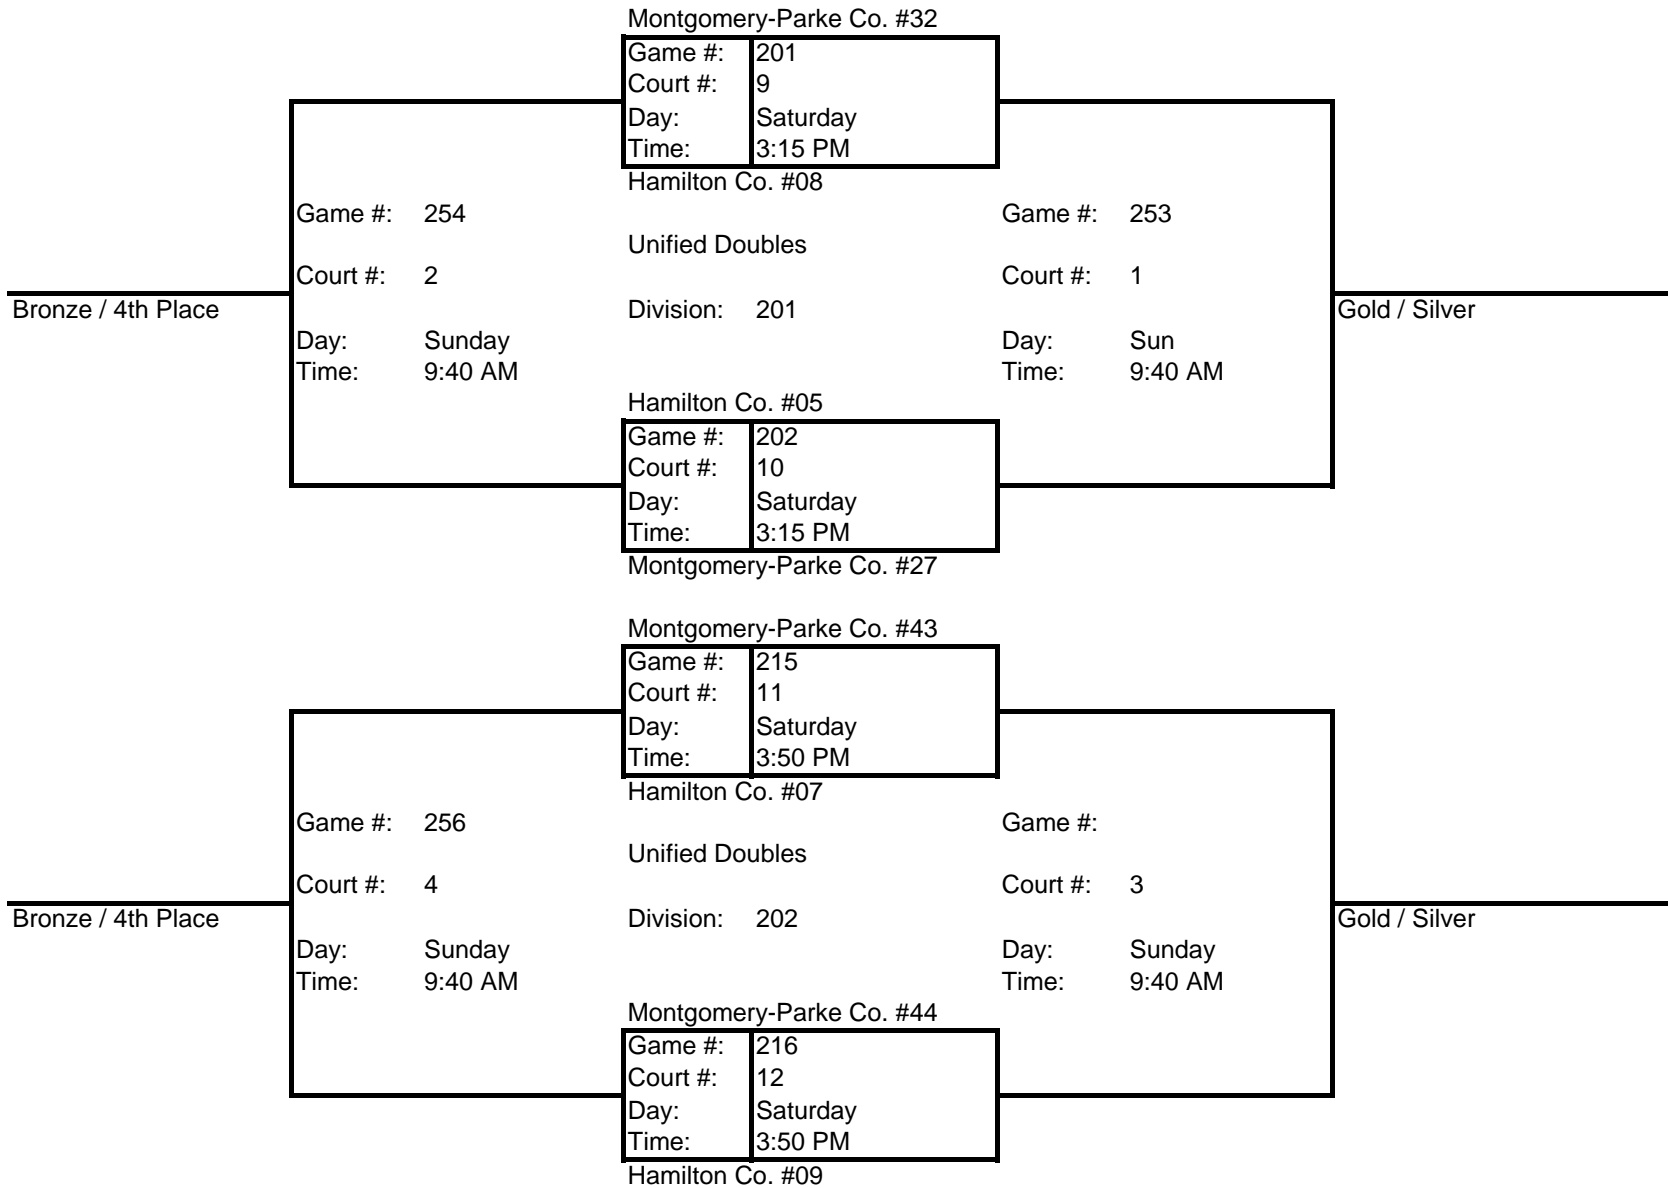 Montgomery-Parke Co. #32
Game #: 201
Court #: 9
Day: Saturday
Time: 3:15 PM
Hamilton Co. #08
Game #: 254 Game #: 253
Unified Doubles
Court #: 2 Court #: 1
Bronze / 4th Place Division: 201 Gold / Silver
Day: Sunday Day: Sun
Time: 9:40 AM Time: 9:40 AM
Hamilton Co. #05
Game #: 202
Court #: 10
Day: Saturday
Time: 3:15 PM
Montgomery-Parke Co. #27
Montgomery-Parke Co. #43
Game #: 215
Court #: 11
Day: Saturday
Time: 3:50 PM
Hamilton Co. #07
Game #: 256 Game #:
Unified Doubles
Court #: 4 Court #: 3
Bronze / 4th Place Division: 202 Gold / Silver
Day: Sunday Day: Sunday
Time: 9:40 AM Time: 9:40 AM
Montgomery-Parke Co. #44
Game #: 216
Court #: 12
Day: Saturday
Time: 3:50 PM
Hamilton Co. #09